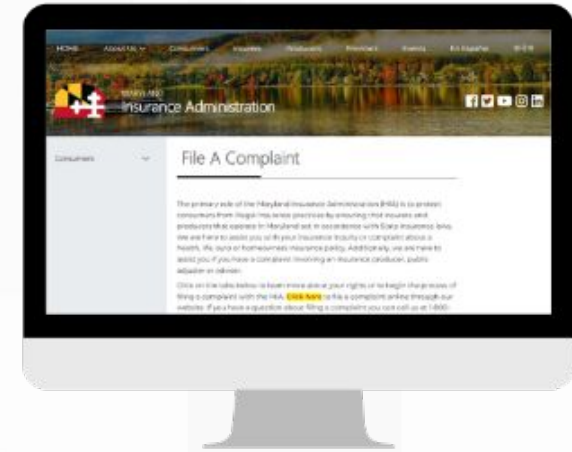 HOME About Us Consumers Insurers Producers Providers Events En Español 한국어
MARYLAND
Insurance Administration
Consumers
File A Complaint
The primary role of the Maryland Insurance Administration (MIA) is to protect
consumers from illegal insurance practices by ensuring that insurers and
producers that operate in Maryland act in accordance with State insurance laws.
We are here to assist you with your insurance inquiry or complaint about a
health, life, auto or homeowners insurance policy. Additionally, we are here to
assist you if you have a complaint involving an insurance producer, public
adjuster or adviser.
Click on the tabs below to learn more about your rights or to begin the process of
filing a complaint with the MIA. Click here to file a complaint online through our
website. If you have a question about filing a complaint you can call us at 1-800-